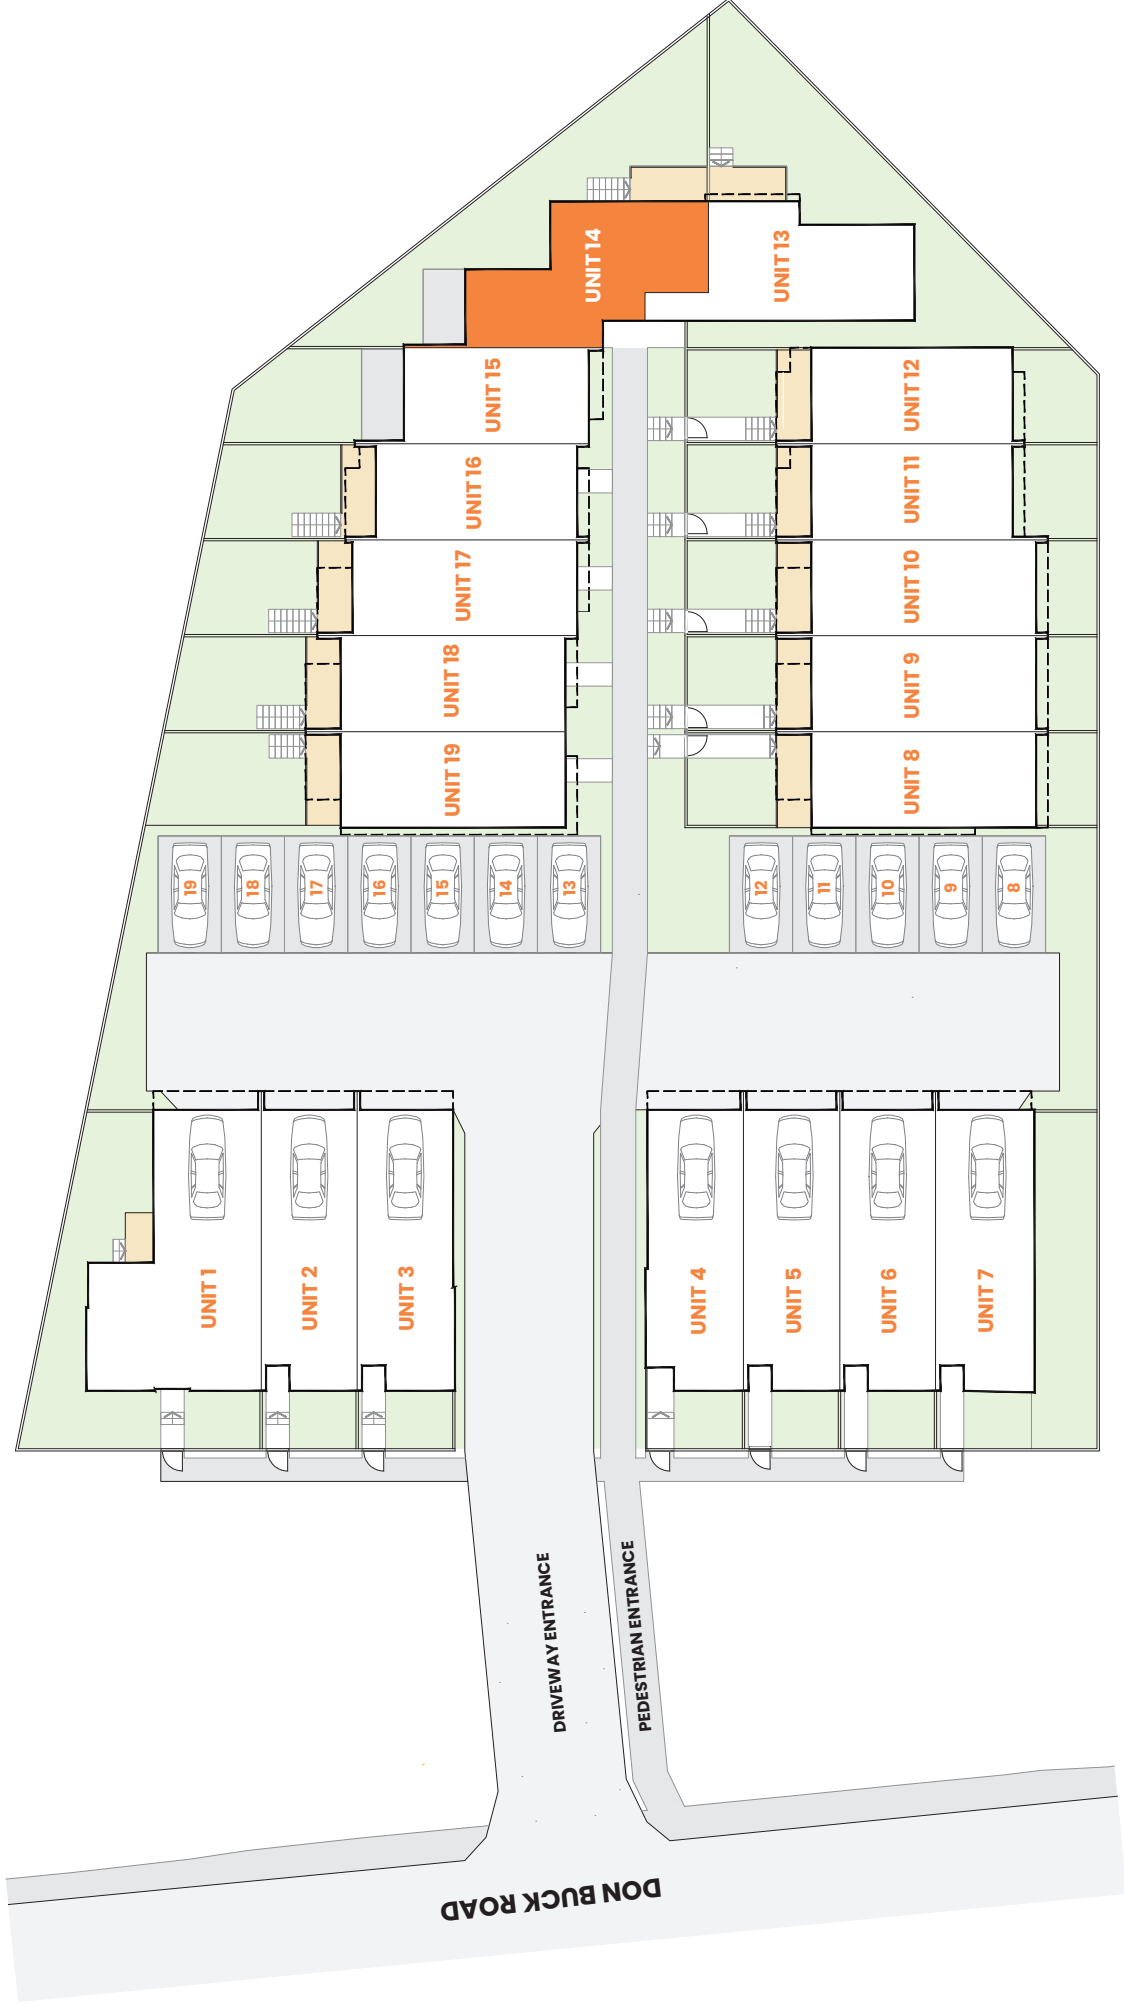 UNIT 14
UNIT 13
UNIT 15
UNIT 12
UNIT 16
UNIT 11
UNIT 17
UNIT 10
UNIT 18
UNIT 9
UNIT 19
UNIT 8
19
18
17
16
15
14
13
12
11
10
9
8
UNIT 1
UNIT 2
UNIT 3
UNIT 4
UNIT 5
UNIT 6
UNIT 7
DRIVEWAY ENTRANCE
PEDESTRIAN ENTRANCE
DON BUCK ROAD